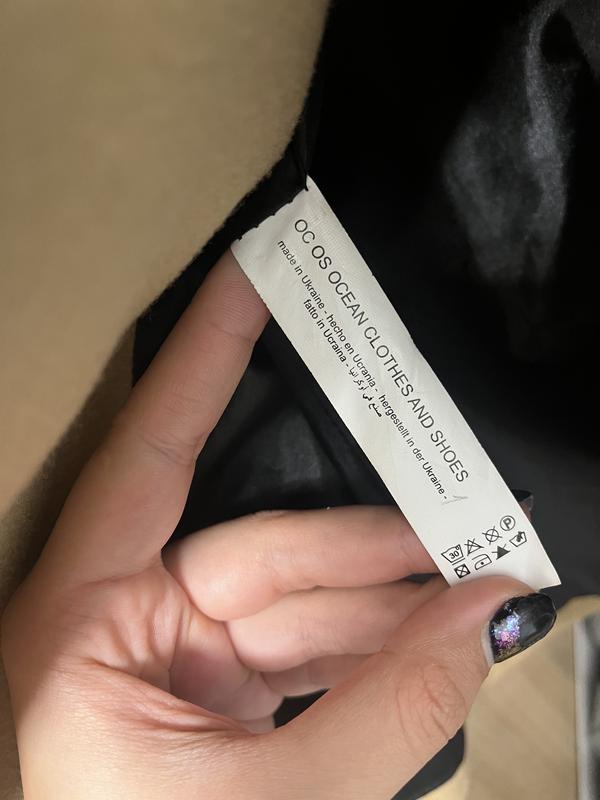 OC OS OCEAN CLOTHES AND SHOES
made in Ukraine - hecho en Ucrania - hergestellt in der Ukraine -
fatto in Ucraina - صنع في أوكرانيا
P
30